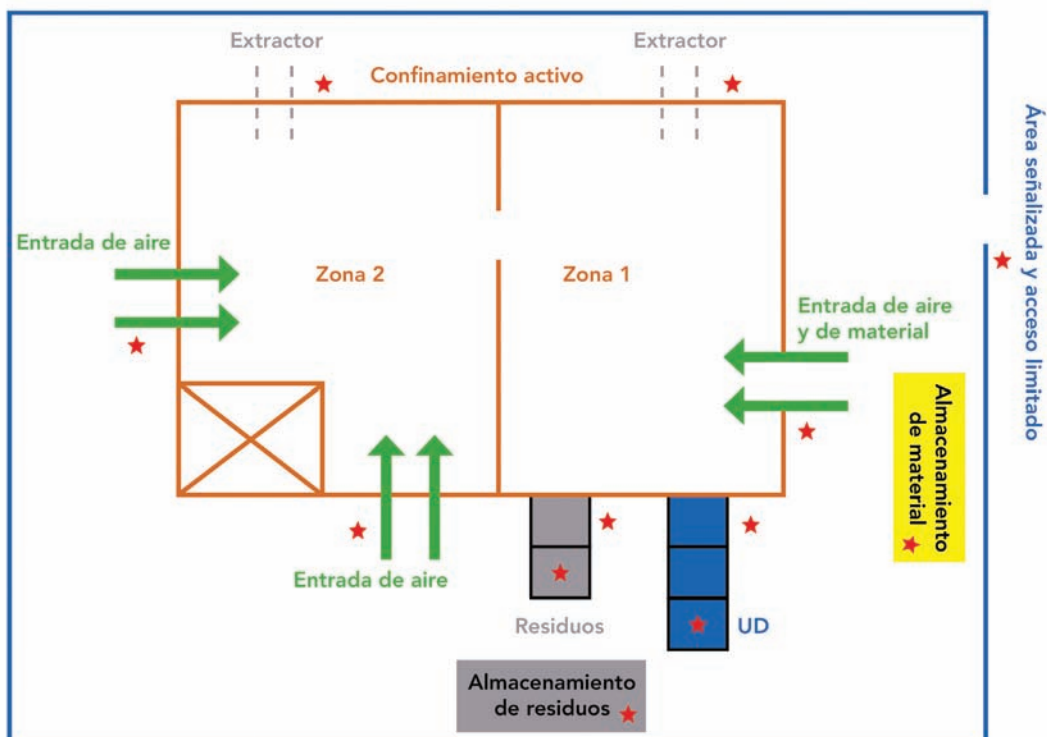 Extractor
Extractor
Confinamiento activo
Área señalizada y acceso limitado
Entrada de aire
Zona 2
Zona 1
Entrada de aire
y de material
Almacenamiento
de material
Entrada de aire
Residuos
UD
Almacenamiento
de residuos